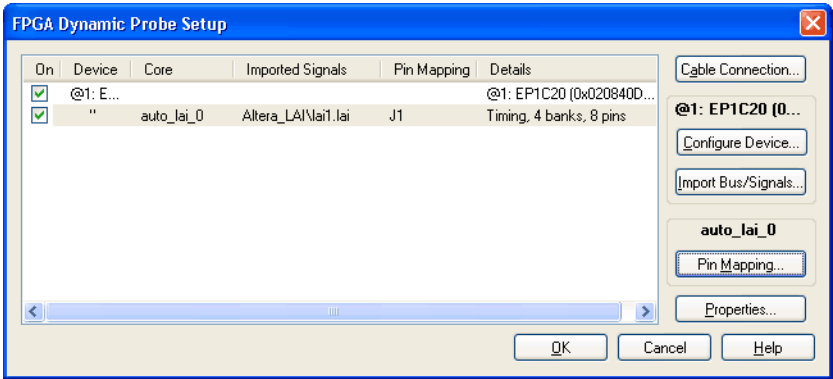 FPGA Dynamic Probe Setup
On Device Core Imported Signals Pin Mapping Details
@1: E... @1: EP1C20 (0x020840D...
" auto_lai_0 Altera_LAI\lai1.lai J1 Timing, 4 banks, 8 pins
Cable Connection...
@1: EP1C20 (0...
Configure Device...
Import Bus/Signals...
auto_lai_0
Pin Mapping...
Properties...
OK Cancel Help